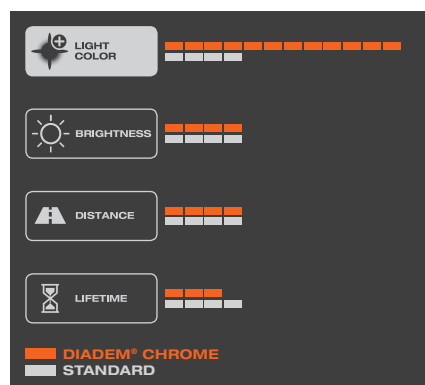 LIGHT
COLOR
BRIGHTNESS
DISTANCE
LIFETIME
DIADEM® CHROME
STANDARD